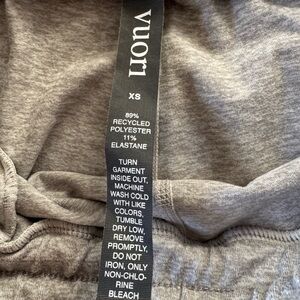 vuori
XS
89%
RECYCLED
POLYESTER
11%
ELASTANE
TURN
GARMENT
INSIDE OUT,
MACHINE
WASH COLD
WITH LIKE
COLORS,
TUMBLE
DRY LOW,
REMOVE
PROMPTLY,
DO NOT
IRON, ONLY
NON-CHLO-
RINE
BLEACH